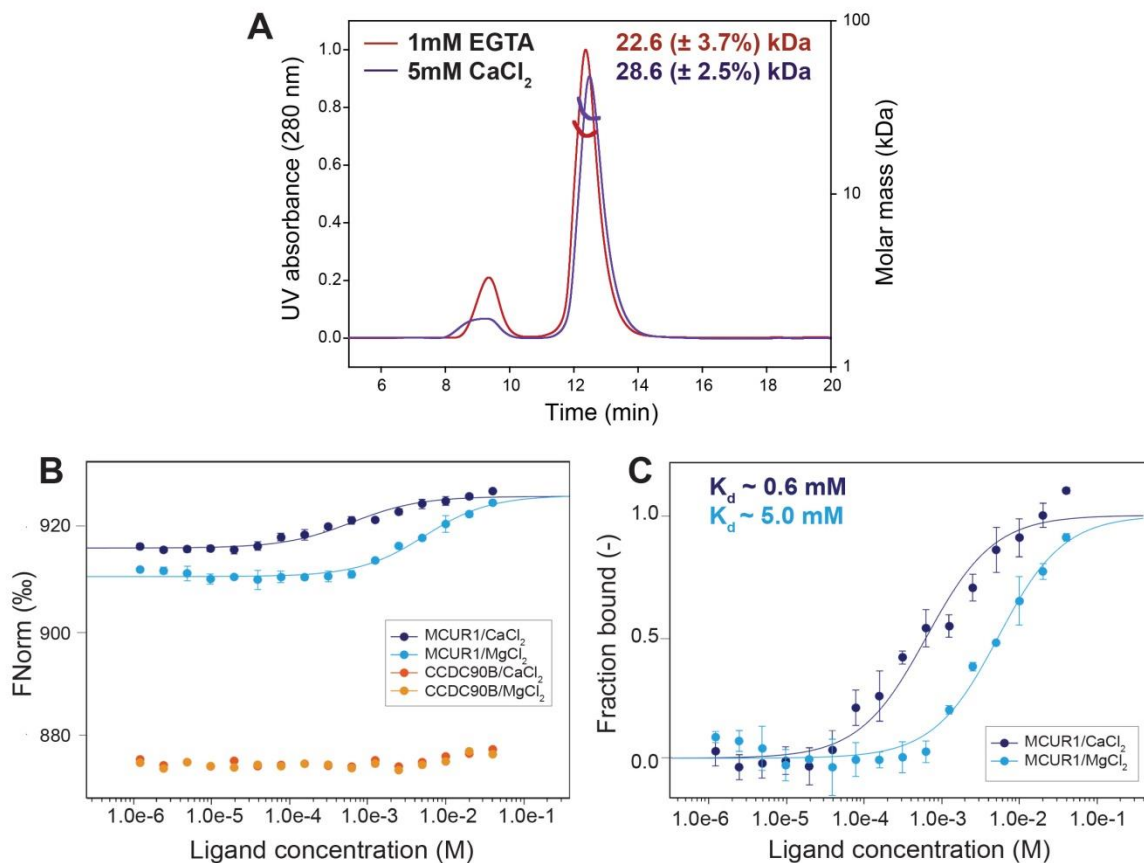 A
1mM EGTA 22.6 (± 3.7%) kDa
5mM CaCl₂ 28.6 (± 2.5%) kDa
UV absorbance (280 nm)
1.0
0.8
0.6
0.4
0.2
0.0
100
10
1
Molar mass (kDa)
6 8 10 12 14 16 18 20
Time (min)
B
FNorm (‰)
920
900
880
MCUR1/CaCl₂
MCUR1/MgCl₂
CCDC90B/CaCl₂
CCDC90B/MgCl₂
1.0e-6 1.0e-5 1.0e-4 1.0e-3 1.0e-2 1.0e-1
Ligand concentration (M)
C
K_d ~ 0.6 mM
K_d ~ 5.0 mM
Fraction bound (-)
1.0
0.5
0.0
MCUR1/CaCl₂
MCUR1/MgCl₂
1.0e-6 1.0e-5 1.0e-4 1.0e-3 1.0e-2 1.0e-1
Ligand concentration (M)